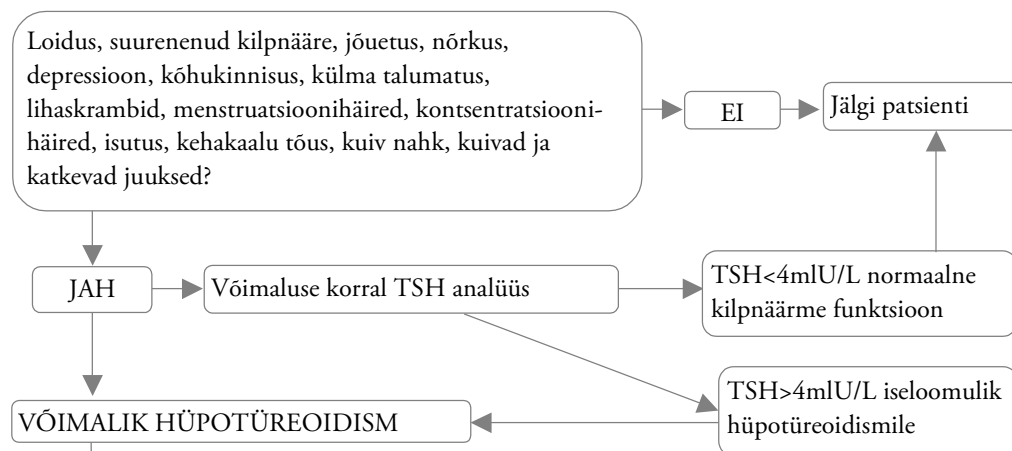 Loidus, suurenenud kilpnääre, jõuetus, nõrkus,
depressioon, kõhukinnisus, külma talumatus,
lihaskrambid, menstruatsioonihäired, kontsentratsiooni-
häired, isutus, kehakaalu tõus, kuiv nahk, kuivad ja
katkevad juuksed?
EI
Jälgi patsienti
JAH
Võimaluse korral TSH analüüs
TSH<4mlU/L normaalne
kilpnäärme funktsioon
TSH>4mlU/L iseloomulik
hüpotüreoidismile
VÕIMALIK HÜPOTÜREOIDISM